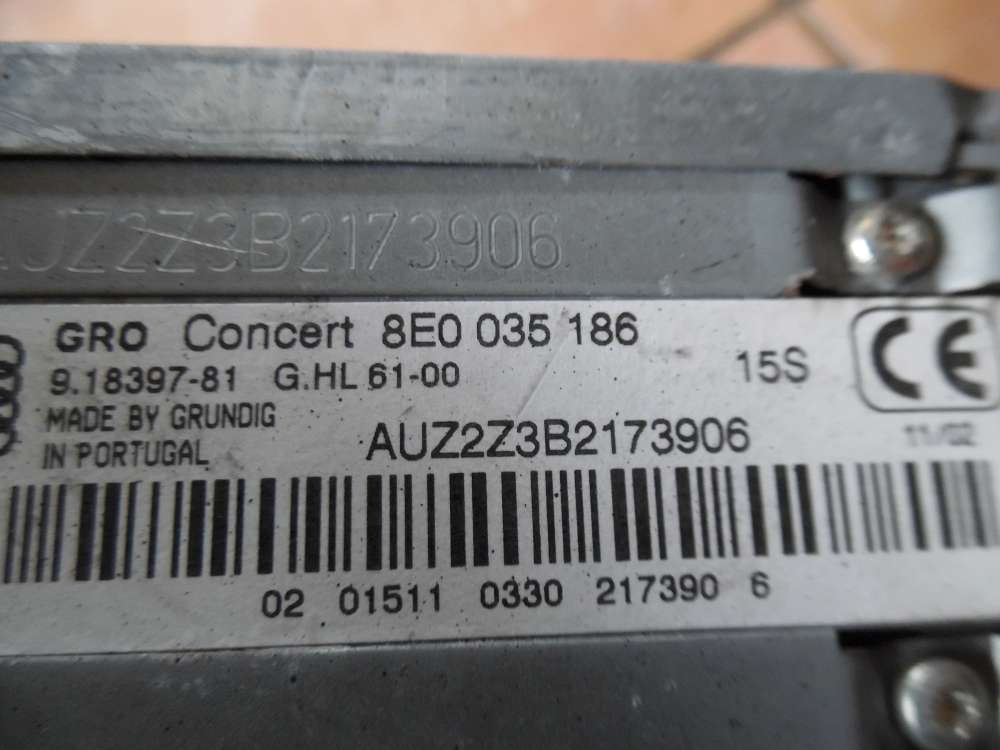 AUZ2Z3B2173906
GRO Concert 8E0 035 186
9.18397-81 G.HL 61-00 15S CE
MADE BY GRUNDIG
IN PORTUGAL
AUZ2Z3B2173906 11/02
02 01511 0330 217390 6